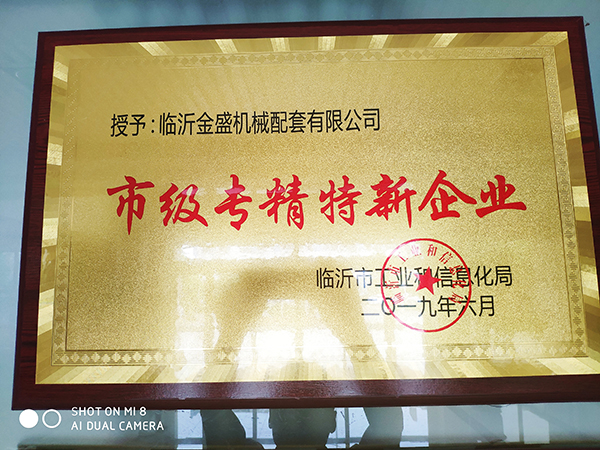 授予:临沂金盛机械配套有限公司
市级专精特新企业
临沂市工业和信息化局
二〇一九年六月
SHOT ON MI 8
AI DUAL CAMERA